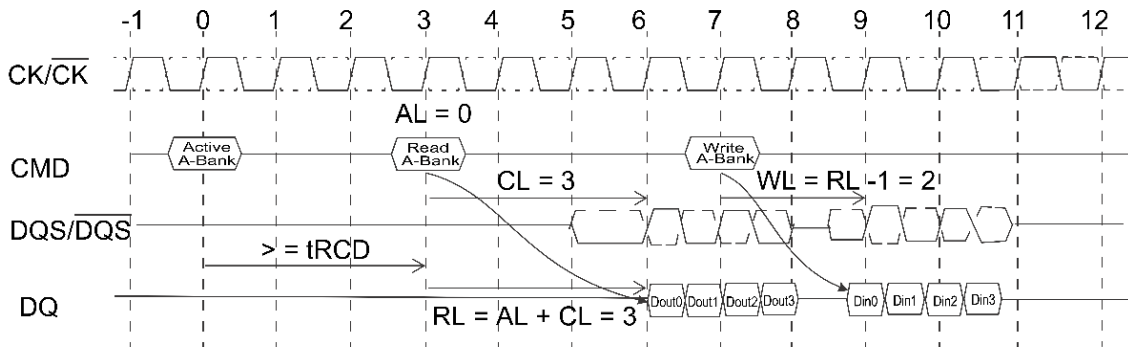 -1 0 1 2 3 4 5 6 7 8 9 10 11 12
CK/CK
AL = 0
Active
A-Bank
Read
A-Bank
Write
A-Bank
CMD
CL = 3
WL = RL -1 = 2
DQS/DQS
> = tRCD
DQ
Dout0 Dout1 Dout2 Dout3
Din0 Din1 Din2 Din3
RL = AL + CL = 3